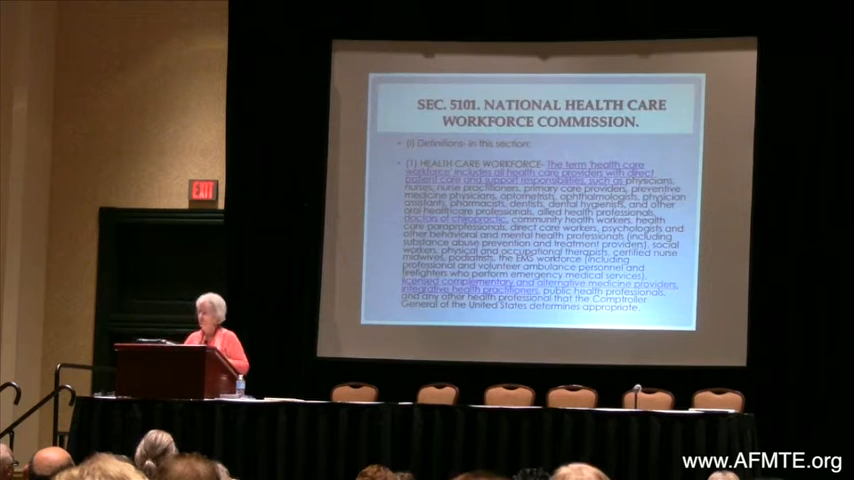 SEC. 5101. NATIONAL HEALTH CARE
WORKFORCE COMMISSION.
(i) Definitions- In this section:
(1) HEALTH CARE WORKFORCE- The term 'health care
workforce' includes all health care providers with direct
patient care and support responsibilities, such as physicians,
nurses, nurse practitioners, primary care providers, preventive
medicine physicians, optometrists, ophthalmologists, physician
assistants, pharmacists, dentists, dental hygienists, and other
oral healthcare professionals, allied health professionals,
doctors of chiropractic, community health workers, health
care paraprofessionals, direct care workers, psychologists and
other behavioral and mental health professionals (including
substance abuse prevention and treatment providers), social
workers, physical and occupational therapists, certified nurse
midwives, podiatrists, the EMS workforce (including
professional and volunteer ambulance personnel and
firefighters who perform emergency medical services),
licensed complementary and alternative medicine providers,
integrative health practitioners, public health professionals,
and any other health professional that the Comptroller
General of the United States determines appropriate.
EXIT
www.AFMTE.org